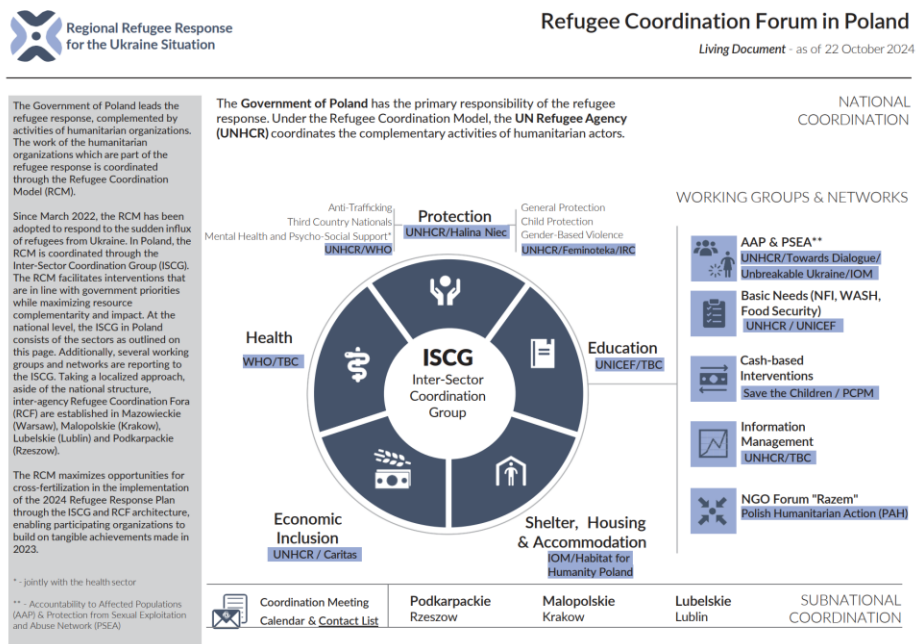 Regional Refugee Response
for the Ukraine Situation
Refugee Coordination Forum in Poland
Living Document - as of 22 October 2024
The Government of Poland leads the
refugee response, complemented by
activities of humanitarian organizations.
The work of the humanitarian
organizations which are part of the
refugee response is coordinated
through the Refugee Coordination
Model (RCM).
Since March 2022, the RCM has been
adopted to respond to the sudden influx
of refugees from Ukraine. In Poland, the
RCM is coordinated through the
Inter-Sector Coordination Group (ISCG).
The RCM facilitates interventions that
are in line with government priorities
while maximizing resource
complementarity and impact. At the
national level, the ISCG in Poland
consists of the sectors as outlined on
this page. Additionally, several working
groups and networks are reporting to
the ISCG. Taking a localized approach,
aside of the national structure,
inter-agency Refugee Coordination Fora
(RCF) are established in Mazowieckie
(Warsaw), Malopolskie (Krakow),
Lubelskie (Lublin) and Podkarpackie
(Rzeszow).
The RCM maximizes opportunities for
cross-fertilization in the implementation
of the 2024 Refugee Response Plan
through the ISCG and RCF architecture,
enabling participating organizations to
build on tangible achievements made in
2023.
* - jointly with the health sector
** - Accountability to Affected Populations
(AAP) & Protection from Sexual Exploitation
and Abuse Network (PSEA)
The Government of Poland has the primary responsibility of the refugee
response. Under the Refugee Coordination Model, the UN Refugee Agency
(UNHCR) coordinates the complementary activities of humanitarian actors.
NATIONAL
COORDINATION
Anti-Trafficking
Third Country Nationals
Mental Health and Psycho-Social Support*
UNHCR/WHO
Protection
UNHCR/Halina Niec
General Protection
Child Protection
Gender-Based Violence
UNHCR/Feminoteka/IRC
Health
WHO/TBC
ISCG
Inter-Sector
Coordination
Group
Education
UNICEF/TBC
Economic
Inclusion
UNHCR / Caritas
Shelter, Housing
& Accommodation
IOM/Habitat for
Humanity Poland
WORKING GROUPS & NETWORKS
AAP & PSEA**
UNHCR/Towards Dialogue/
Unbreakable Ukraine/IOM
Basic Needs (NFI, WASH,
Food Security)
UNHCR / UNICEF
Cash-based
Interventions
Save the Children / PCPM
Information
Management
UNHCR/TBC
NGO Forum "Razem"
Polish Humanitarian Action (PAH)
Coordination Meeting
Calendar & Contact List
Podkarpackie
Rzeszow
Malopolskie
Krakow
Lubelskie
Lublin
SUBNATIONAL
COORDINATION